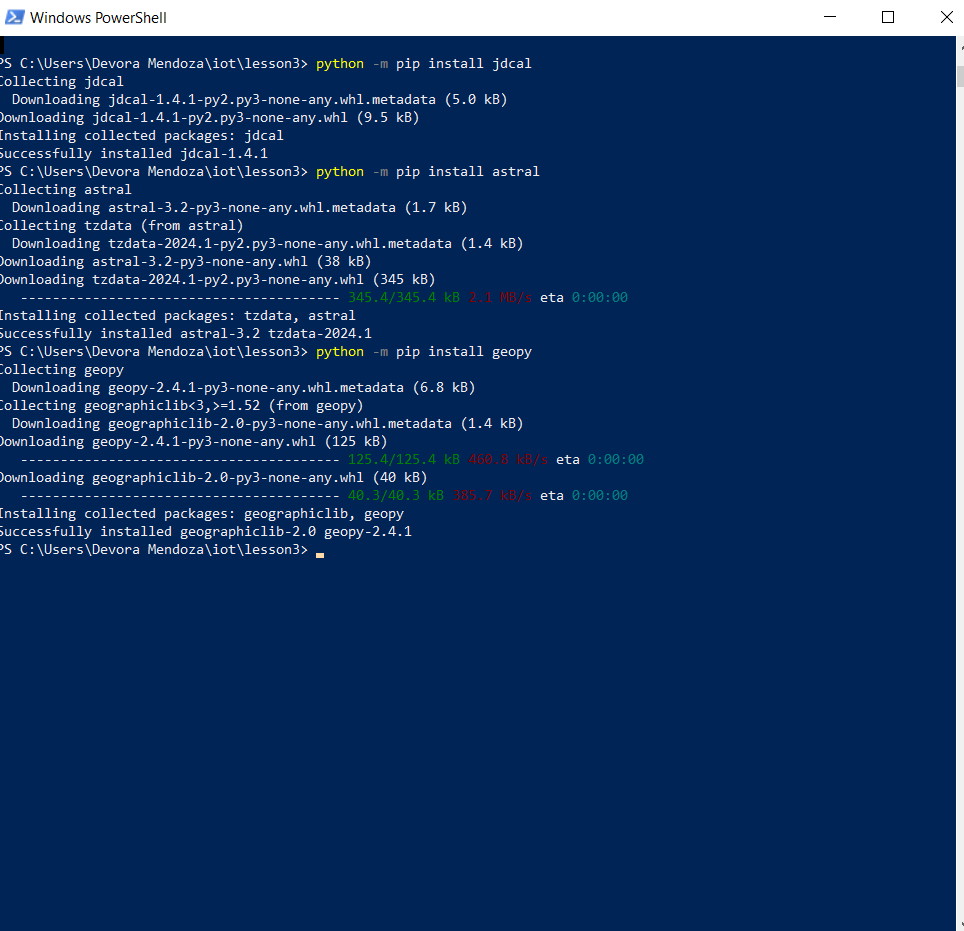 Windows PowerShell
PS C:\Users\Devora Mendoza\iot\lesson3> python -m pip install jdcal
Collecting jdcal
  Downloading jdcal-1.4.1-py2.py3-none-any.whl.metadata (5.0 kB)
Downloading jdcal-1.4.1-py2.py3-none-any.whl (9.5 kB)
Installing collected packages: jdcal
Successfully installed jdcal-1.4.1
PS C:\Users\Devora Mendoza\iot\lesson3> python -m pip install astral
Collecting astral
  Downloading astral-3.2-py3-none-any.whl.metadata (1.7 kB)
Collecting tzdata (from astral)
  Downloading tzdata-2024.1-py2.py3-none-any.whl.metadata (1.4 kB)
Downloading astral-3.2-py3-none-any.whl (38 kB)
Downloading tzdata-2024.1-py2.py3-none-any.whl (345 kB)
   ---------------------------------------- 345.4/345.4 kB 2.1 MB/s eta 0:00:00
Installing collected packages: tzdata, astral
Successfully installed astral-3.2 tzdata-2024.1
PS C:\Users\Devora Mendoza\iot\lesson3> python -m pip install geopy
Collecting geopy
  Downloading geopy-2.4.1-py3-none-any.whl.metadata (6.8 kB)
Collecting geographiclib<3,>=1.52 (from geopy)
  Downloading geographiclib-2.0-py3-none-any.whl.metadata (1.4 kB)
Downloading geopy-2.4.1-py3-none-any.whl (125 kB)
   ---------------------------------------- 125.4/125.4 kB 460.8 kB/s eta 0:00:00
Downloading geographiclib-2.0-py3-none-any.whl (40 kB)
   ---------------------------------------- 40.3/40.3 kB 385.7 kB/s eta 0:00:00
Installing collected packages: geographiclib, geopy
Successfully installed geographiclib-2.0 geopy-2.4.1
PS C:\Users\Devora Mendoza\iot\lesson3>